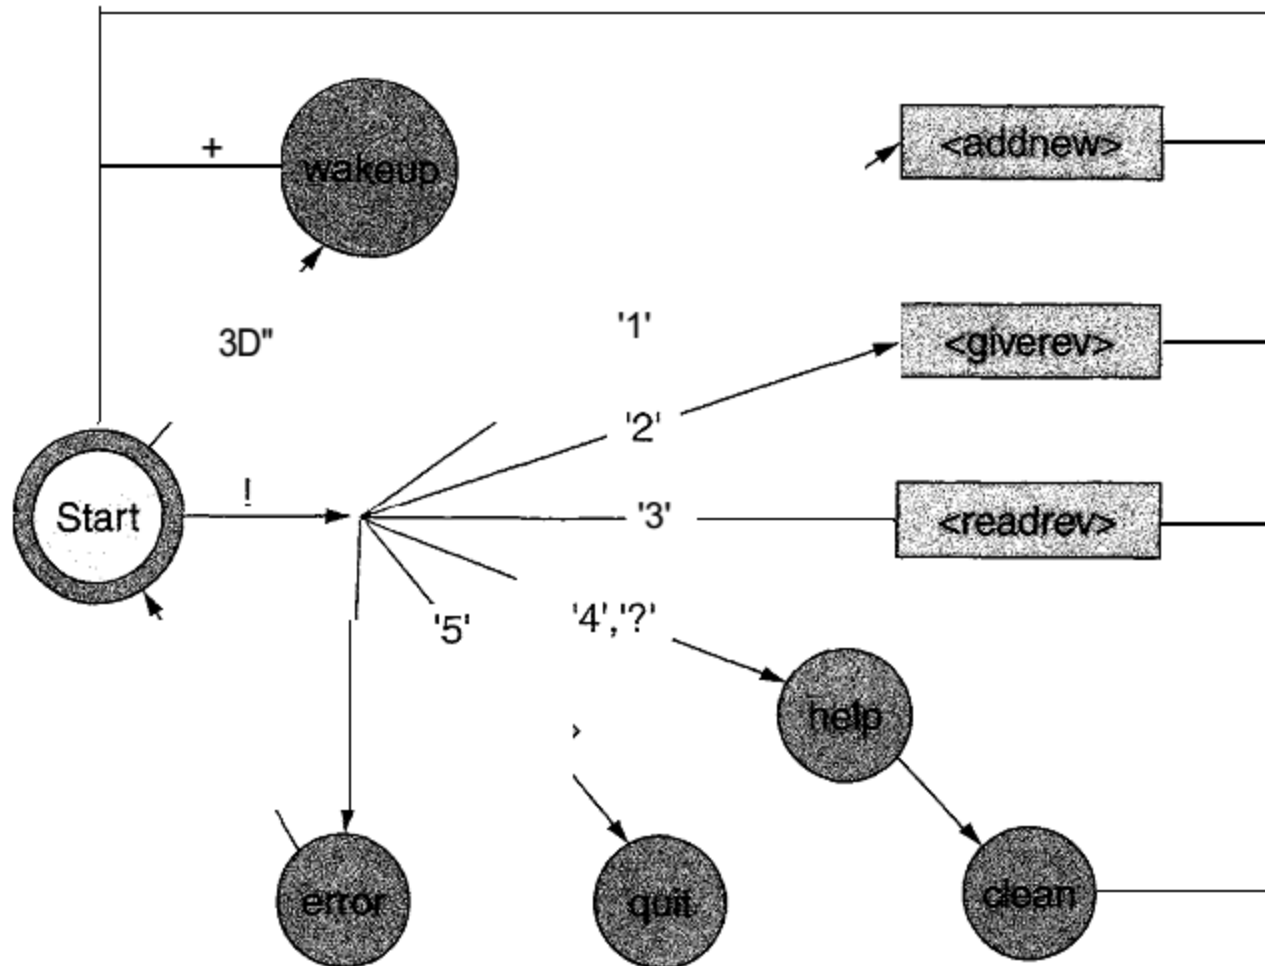 +
wakeup
<addnew>
3D"
'1'
<giverev>
'2'
Start
!
'3'
<readrev>
'5'
'4','?'
help
error
quit
clean